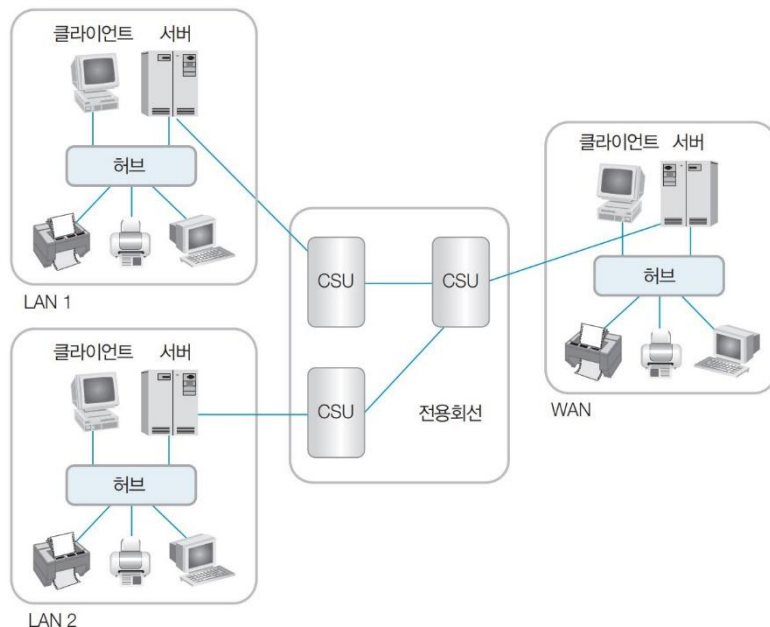 클라이언트 서버
허브
LAN 1
클라이언트 서버
허브
LAN 2
CSU
CSU
CSU
전용회선
클라이언트 서버
허브
WAN